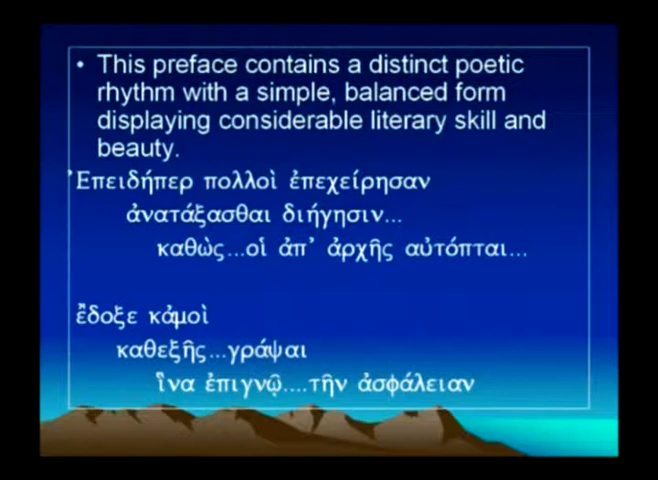 • This preface contains a distinct poetic
rhythm with a simple, balanced form
displaying considerable literary skill and
beauty.
Ἐπειδήπερ πολλοὶ ἐπεχείρησαν
ἀνατάξασθαι διήγησιν...
καθὼς...οἱ ἀπ’ ἀρχῆς αὐτόπται...
ἔδοξε κἀμοὶ
καθεξῆς...γράψαι
ἵνα ἐπιγνῷ....τὴν ἀσφάλειαν